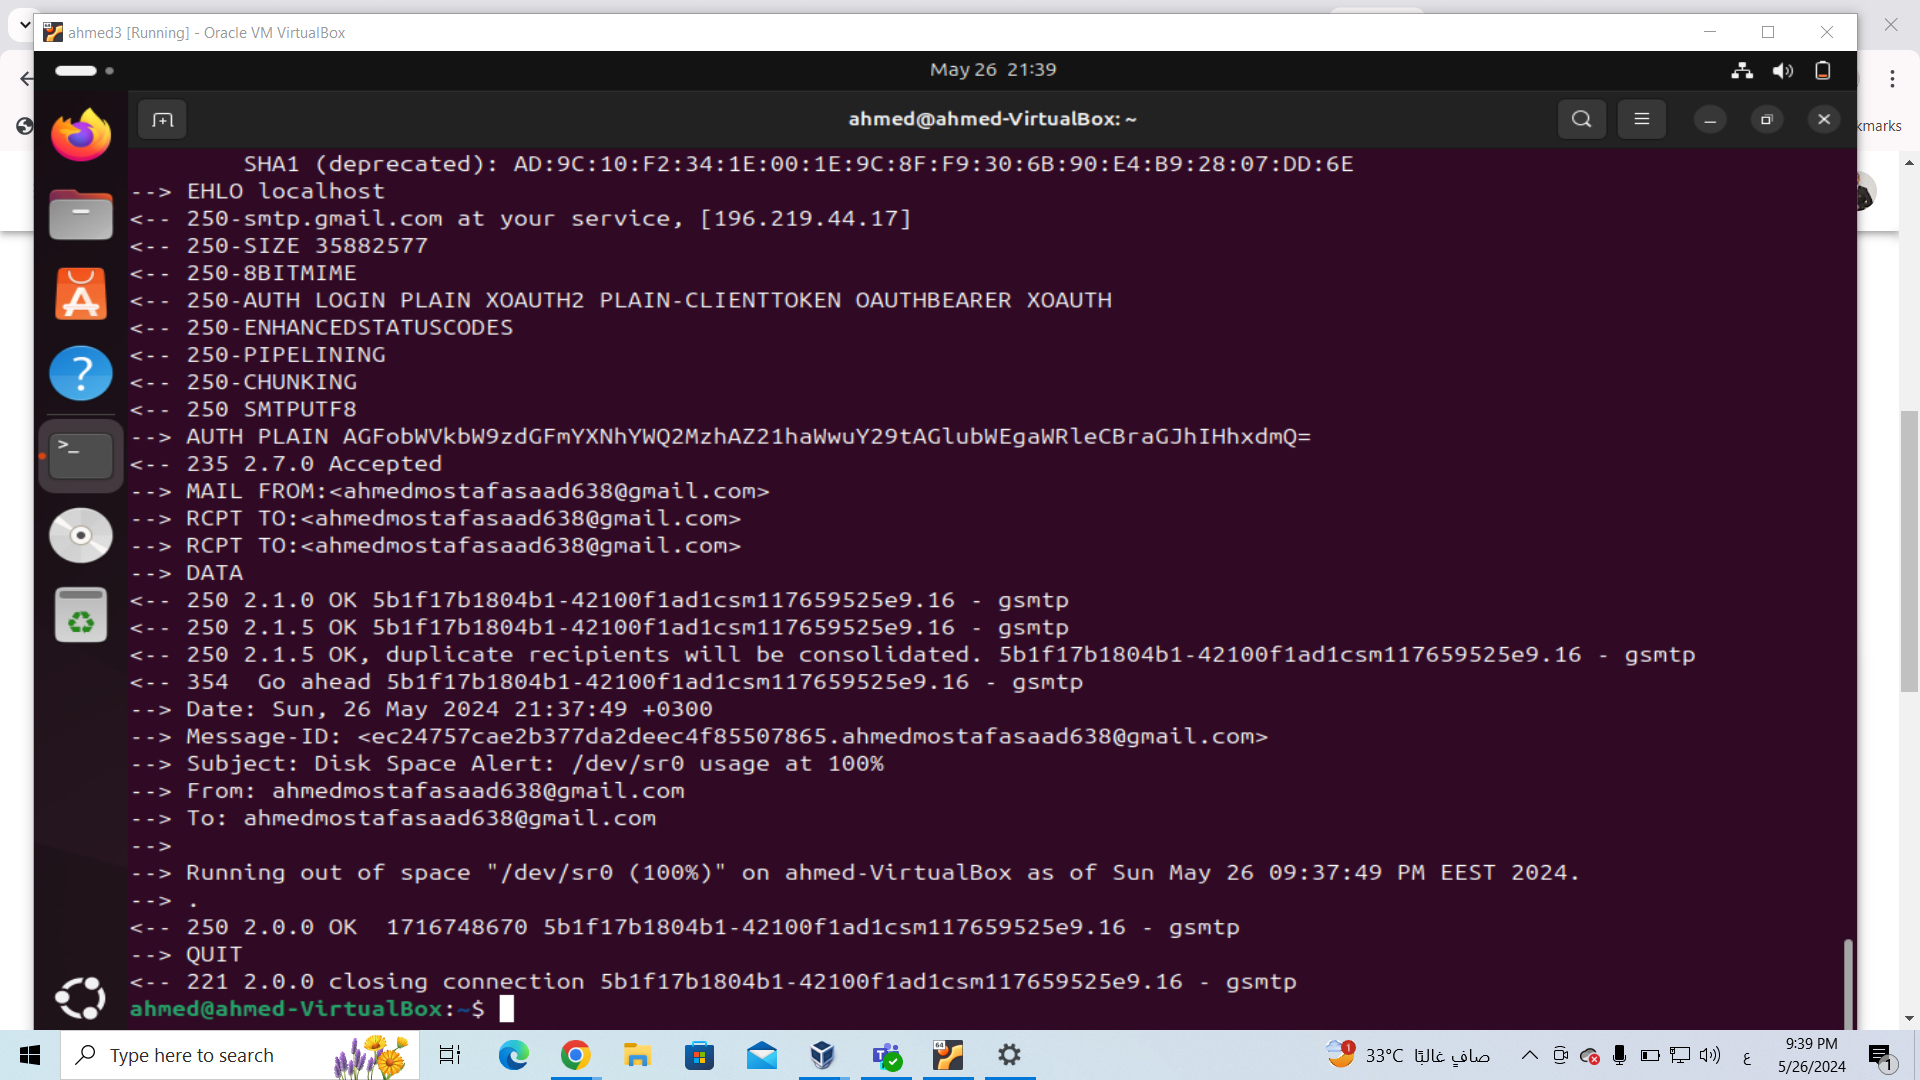 ahmed3 [Running] - Oracle VM VirtualBox
May 26 21:39
ahmed@ahmed-VirtualBox: ~
kmarks
SHA1 (deprecated): AD:9C:10:F2:34:1E:00:1E:9C:8F:F9:30:6B:90:E4:B9:28:07:DD:6E
--> EHLO localhost
<-- 250-smtp.gmail.com at your service, [196.219.44.17]
<-- 250-SIZE 35882577
<-- 250-8BITMIME
<-- 250-AUTH LOGIN PLAIN XOAUTH2 PLAIN-CLIENTTOKEN OAUTHBEARER XOAUTH
<-- 250-ENHANCEDSTATUSCODES
<-- 250-PIPELINING
<-- 250-CHUNKING
<-- 250 SMTPUTF8
--> AUTH PLAIN AGFobWVkbW9zdGFmYXNhYWQ2MzhAZ21haWwuY29tAGlubWEgaWRleCBraGJhIHhxdmQ=
<-- 235 2.7.0 Accepted
--> MAIL FROM:<ahmedmostafasaad638@gmail.com>
--> RCPT TO:<ahmedmostafasaad638@gmail.com>
--> RCPT TO:<ahmedmostafasaad638@gmail.com>
--> DATA
<-- 250 2.1.0 OK 5b1f17b1804b1-42100f1ad1csm117659525e9.16 - gsmtp
<-- 250 2.1.5 OK 5b1f17b1804b1-42100f1ad1csm117659525e9.16 - gsmtp
<-- 250 2.1.5 OK, duplicate recipients will be consolidated. 5b1f17b1804b1-42100f1ad1csm117659525e9.16 - gsmtp
<-- 354  Go ahead 5b1f17b1804b1-42100f1ad1csm117659525e9.16 - gsmtp
--> Date: Sun, 26 May 2024 21:37:49 +0300
--> Message-ID: <ec24757cae2b377da2deec4f85507865.ahmedmostafasaad638@gmail.com>
--> Subject: Disk Space Alert: /dev/sr0 usage at 100%
--> From: ahmedmostafasaad638@gmail.com
--> To: ahmedmostafasaad638@gmail.com
-->
--> Running out of space "/dev/sr0 (100%)" on ahmed-VirtualBox as of Sun May 26 09:37:49 PM EEST 2024.
--> .
<-- 250 2.0.0 OK  1716748670 5b1f17b1804b1-42100f1ad1csm117659525e9.16 - gsmtp
--> QUIT
<-- 221 2.0.0 closing connection 5b1f17b1804b1-42100f1ad1csm117659525e9.16 - gsmtp
ahmed@ahmed-VirtualBox:~$
Type here to search
33°C صافٍ غالبًا
ع
9:39 PM
5/26/2024
1